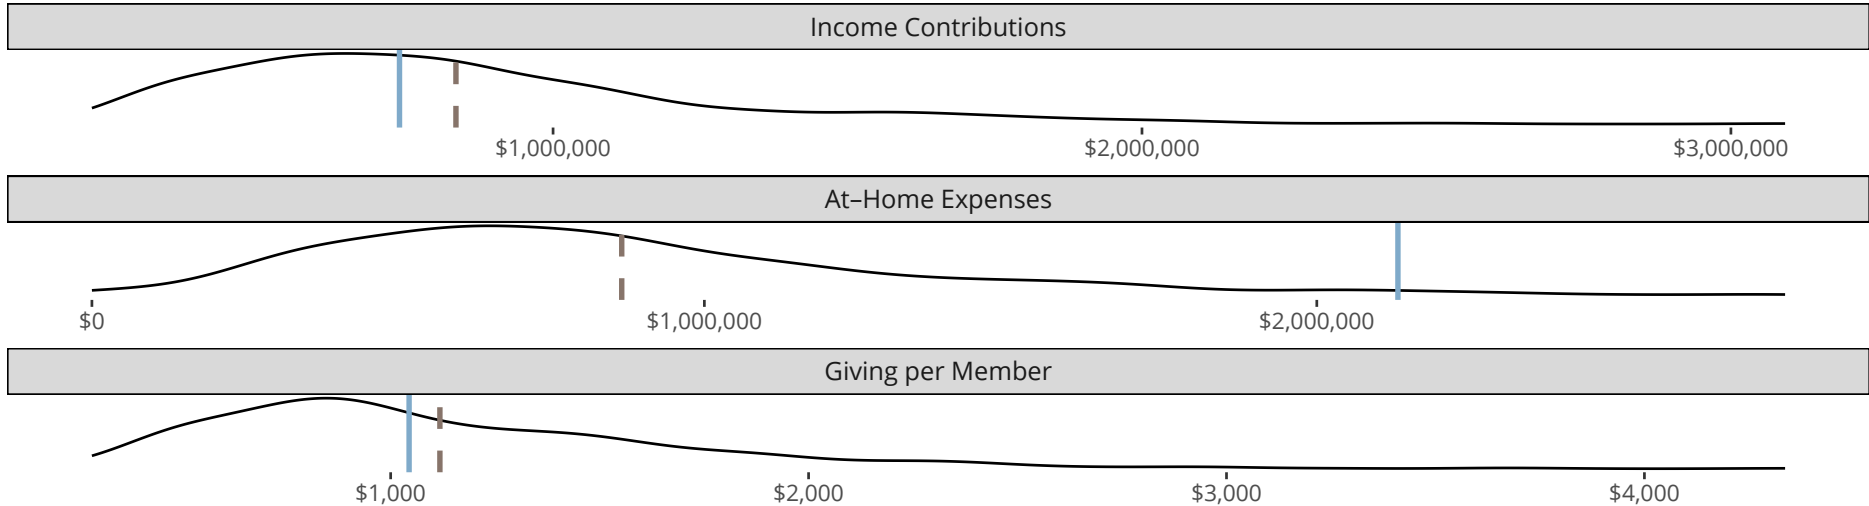 Income Contributions
$1,000,000 $2,000,000 $3,000,000
At–Home Expenses
$0 $1,000,000 $2,000,000
Giving per Member
$1,000 $2,000 $3,000 $4,000